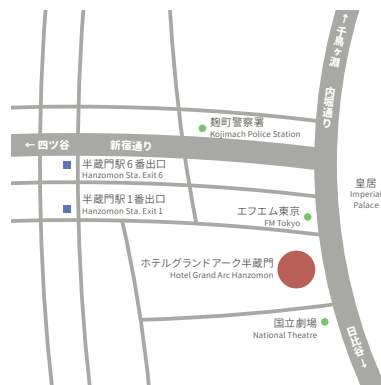 ↑ 千鳥ヶ淵
内堀通り
麹町警察署
Kojimach Police Station
← 四ツ谷
新宿通り
半蔵門駅6番出口
Hanzomon Sta. Exit 6
皇居
Imperial
Palace
半蔵門駅1番出口
Hanzomon Sta. Exit 1
エフエム東京
FM Tokyo
ホテルグランドアーク半蔵門
Hotel Grand Arc Hanzomon
国立劇場
National Theatre
日比谷 →